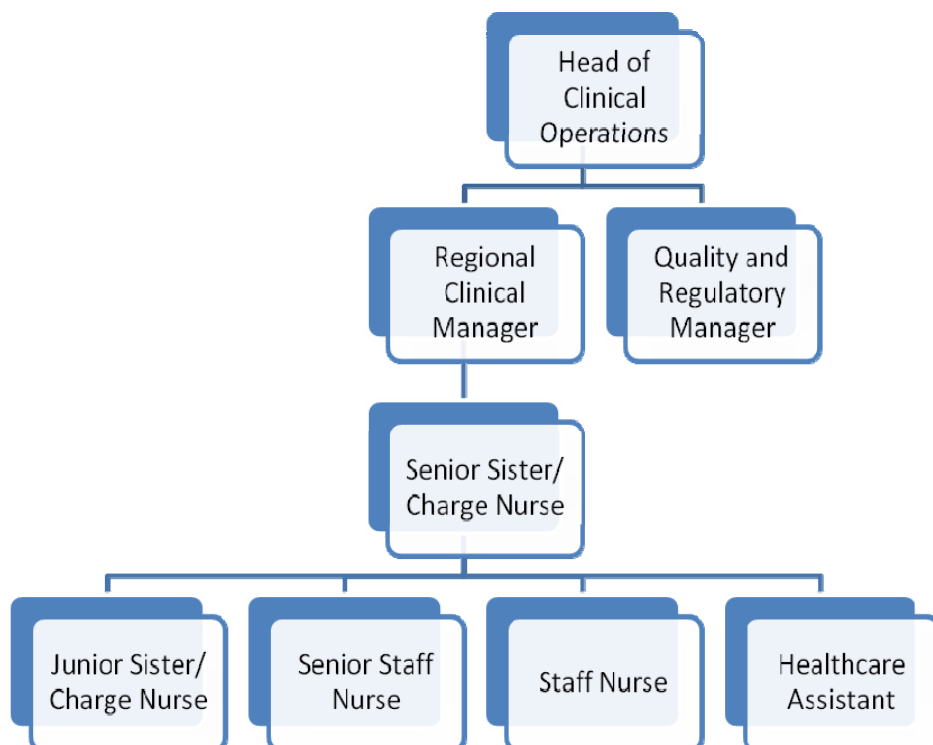 Head of
Clinical
Operations
Regional
Clinical
Manager
Quality and
Regulatory
Manager
Senior Sister/
Charge Nurse
Junior Sister/
Charge Nurse
Senior Staff
Nurse
Staff Nurse
Healthcare
Assistant